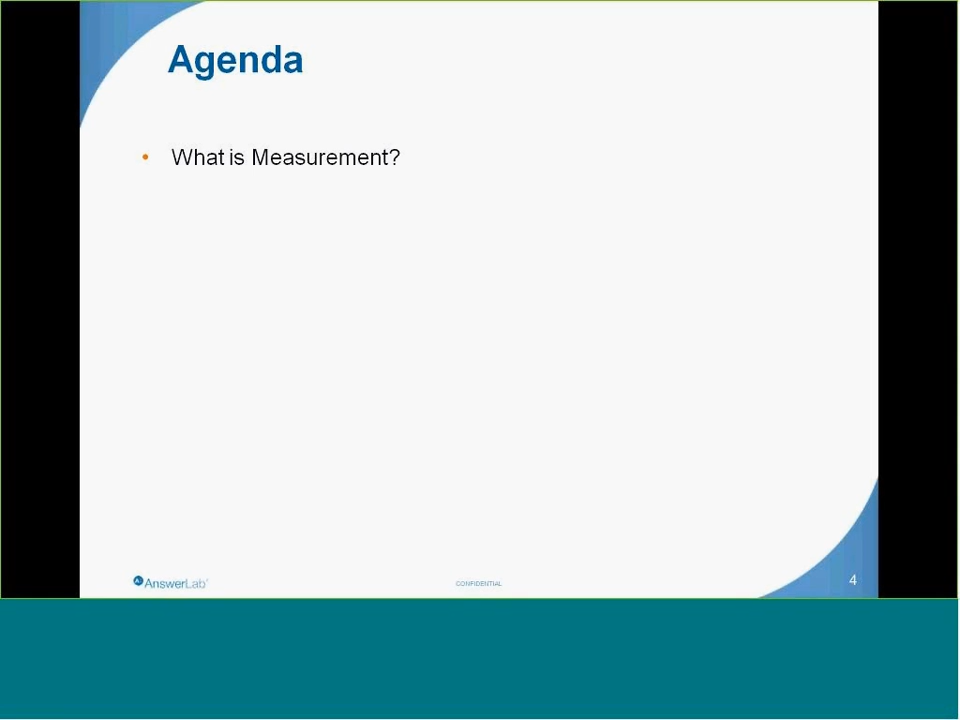 Agenda
• What is Measurement?
AnswerLab®
CONFIDENTIAL
4